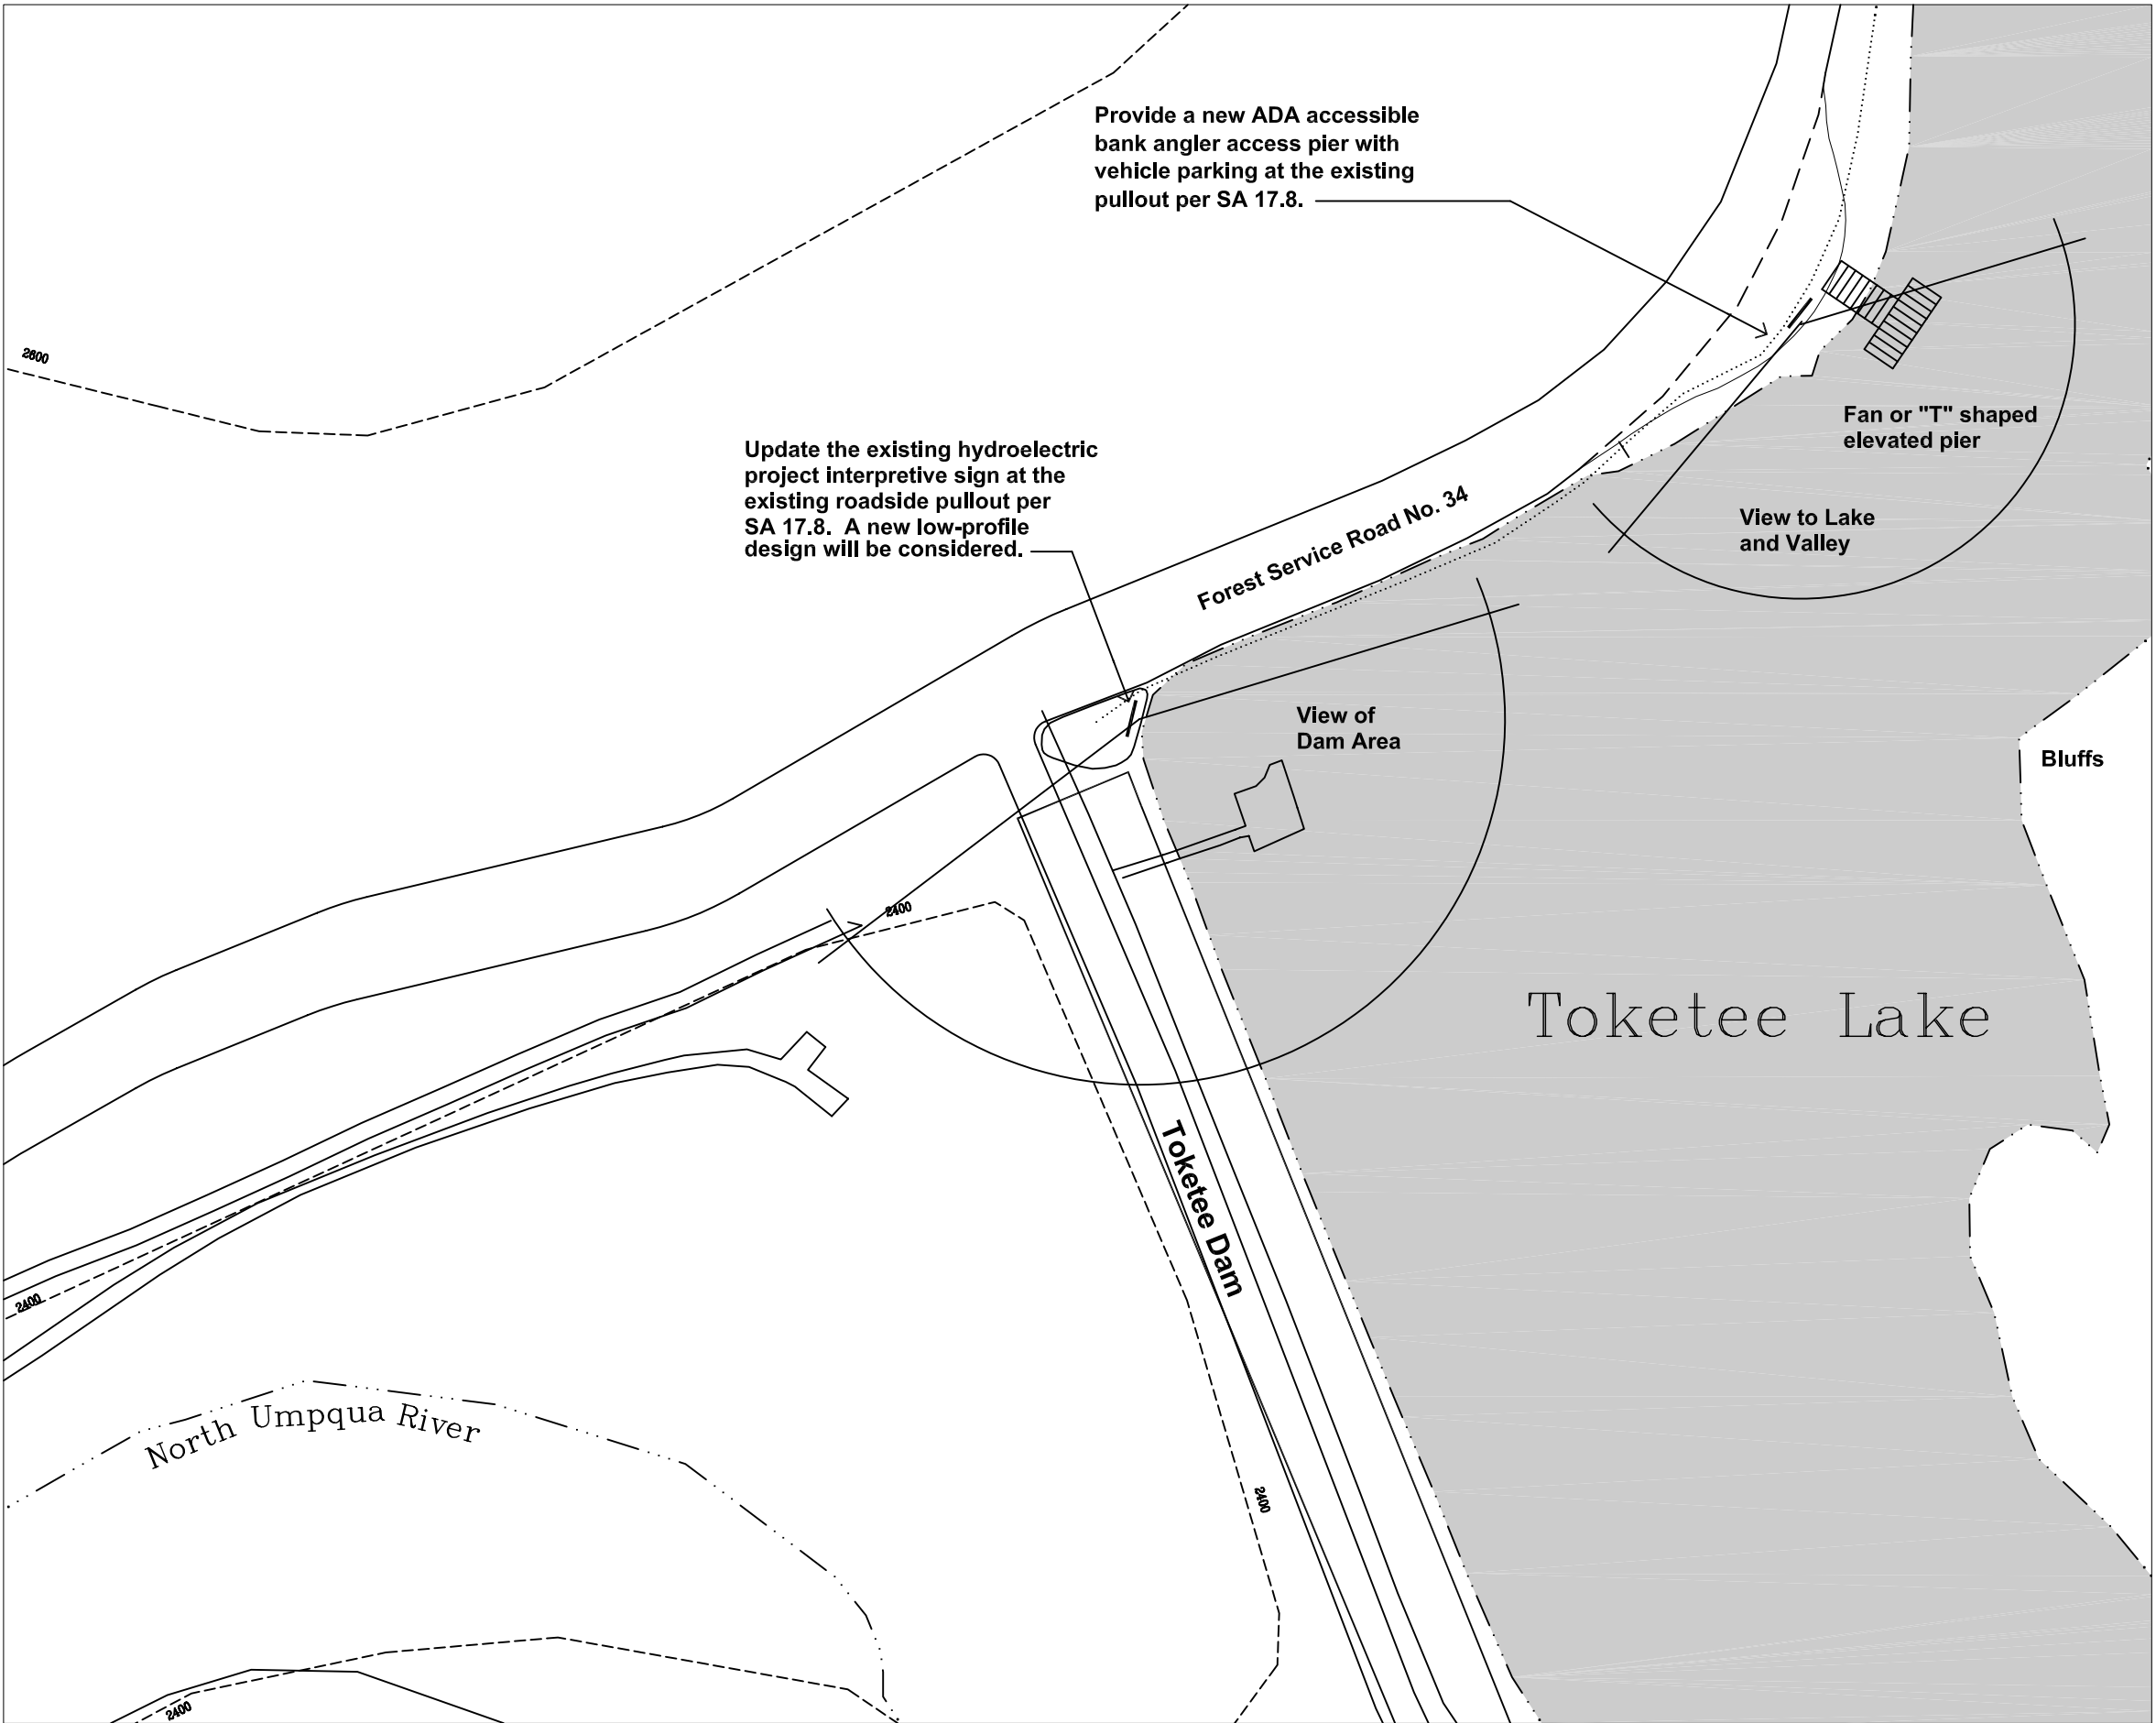 Provide a new ADA accessible
bank angler access pier with
vehicle parking at the existing
pullout per SA 17.8.
2600
Fan or "T" shaped
elevated pier
Update the existing hydroelectric
project interpretive sign at the
existing roadside pullout per
SA 17.8.  A new low-profile
design will be considered.
Forest Service Road No. 34
View to Lake
and Valley
View of
Dam Area
Bluffs
2400
Toketee Lake
Toketee Dam
2400
North Umpqua River
2400
2400